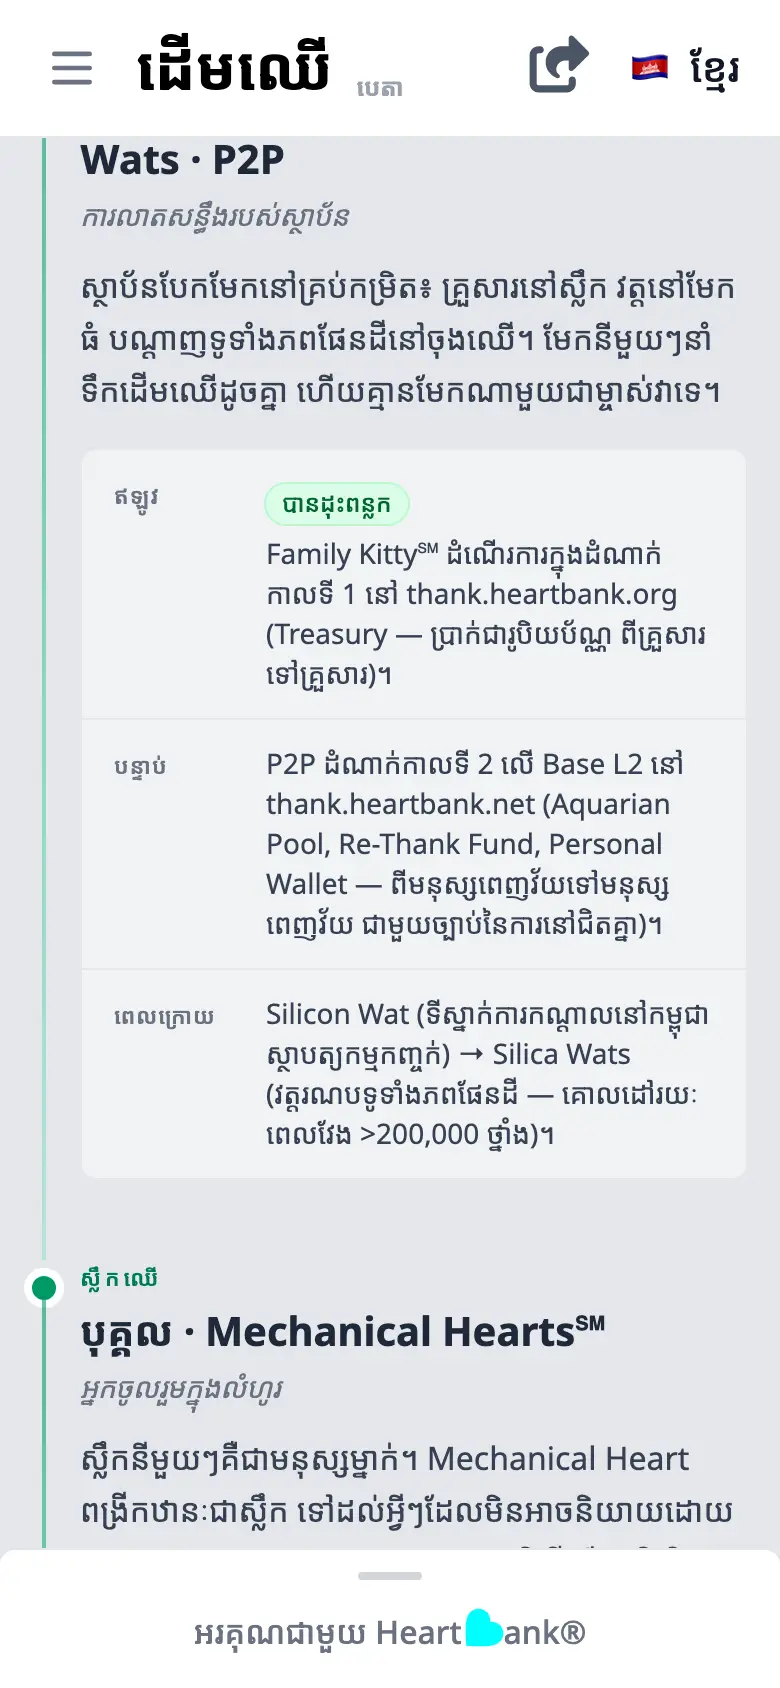 ដើមឈើ បេតា ខ្មែរ
Wats · P2P
ការលាតសន្ធឹងរបស់ស្ថាប័ន
ស្ថាប័នបែកមែកនៅគ្រប់កម្រិត៖ គ្រួសារនៅស្លឹក វត្តនៅមែក
ធំ បណ្តាញទូទាំងភពផែនដីនៅចុងឈើ។ មែកនីមួយៗនាំ
ទឹកដើមឈើដូចគ្នា ហើយគ្មានមែកណាមួយជាម្ចាស់វាទេ។
ឥឡូវ
បានដុះពន្លក
Family Kitty℠ ដំណើរការក្នុងដំណាក់
កាលទី 1 នៅ thank.heartbank.org
(Treasury — ប្រាក់ជារូបិយប័ណ្ណ ពីគ្រួសារ
ទៅគ្រួសារ)។
បន្ទាប់
P2P ដំណាក់កាលទី 2 លើ Base L2 នៅ
thank.heartbank.net (Aquarian
Pool, Re-Thank Fund, Personal
Wallet — ពីមនុស្សពេញវ័យទៅមនុស្ស
ពេញវ័យ ជាមួយច្បាប់នៃការនៅជិតគ្នា)។
ពេលក្រោយ
Silicon Wat (ទីស្នាក់ការកណ្តាលនៅកម្ពុជា
ស្ថាបត្យកម្មកញ្ចក់) → Silica Wats
(វត្តរណបទូទាំងភពផែនដី — គោលដៅរយៈ
ពេលវែង >200,000 ថ្នាំង)។
ស្លឹកឈើ
បុគ្គល · Mechanical Hearts℠
អ្នកចូលរួមក្នុងលំហូរ
ស្លឹកនីមួយៗគឺជាមនុស្សម្នាក់។ Mechanical Heart
ពង្រីកឋានៈជាស្លឹក ទៅដល់អ្វីៗដែលមិនអាចនិយាយដោយ
អរគុណជាមួយ Heartbank®